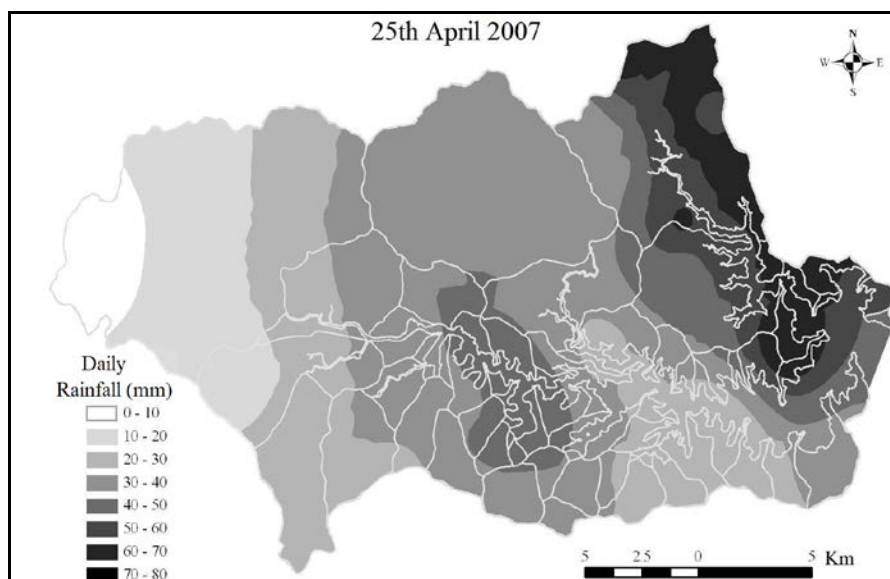 25th April 2007
N
W E
S
Daily
Rainfall (mm)
0 - 10
10 - 20
20 - 30
30 - 40
40 - 50
50 - 60
60 - 70
70 - 80
5 2.5 0 5 Km